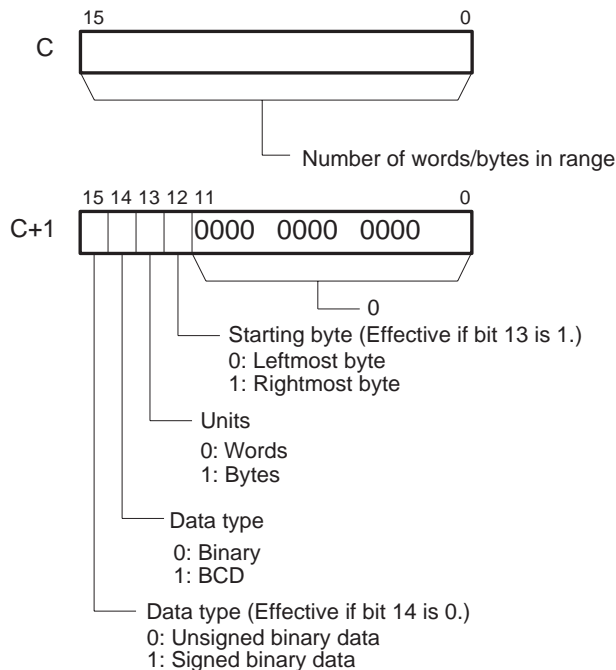 15 0
C
Number of words/bytes in range
15 14 13 12 11 0
C+1 0000 0000 0000
0
Starting byte (Effective if bit 13 is 1.)
0: Leftmost byte
1: Rightmost byte
Units
0: Words
1: Bytes
Data type
0: Binary
1: BCD
Data type (Effective if bit 14 is 0.)
0: Unsigned binary data
1: Signed binary data